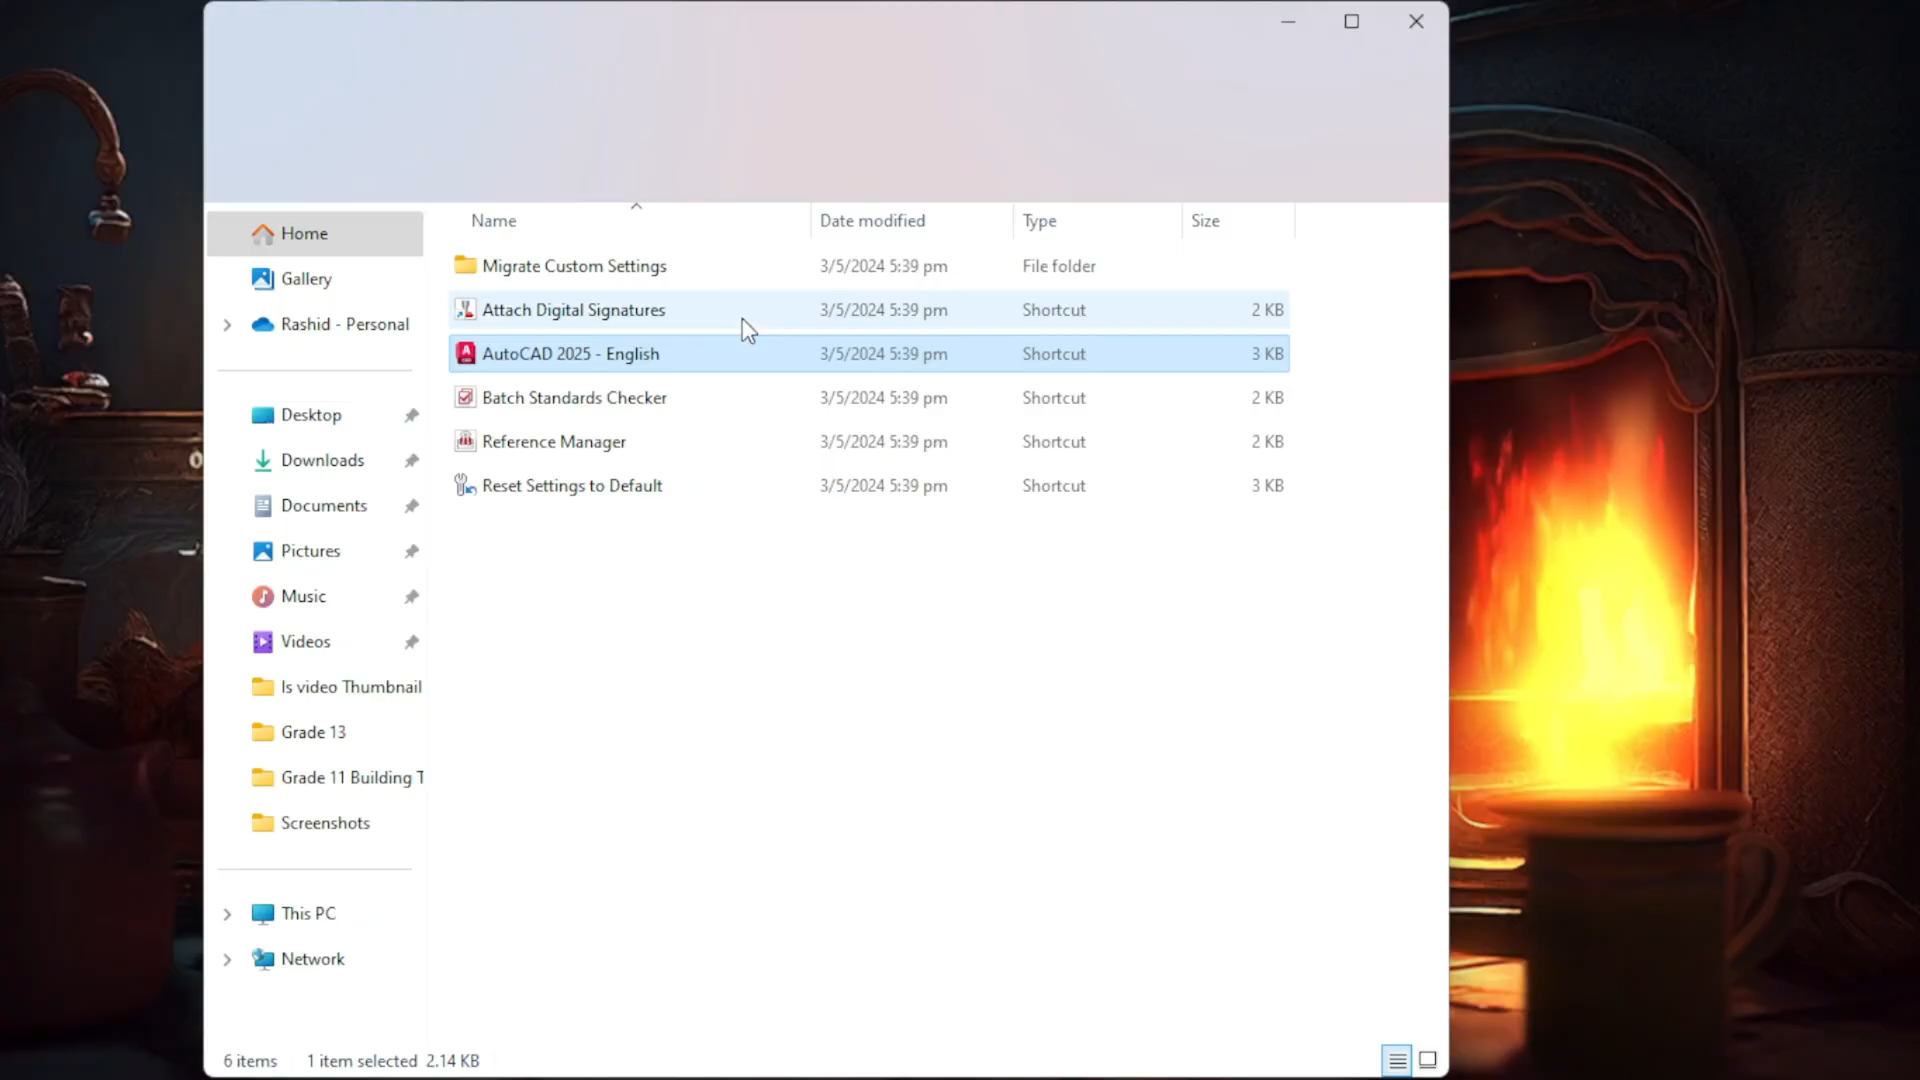 Name Date modified Type Size
Home
Gallery
Rashid - Personal
Desktop
Downloads
Documents
Pictures
Music
Videos
Is video Thumbnail
Grade 13
Grade 11 Building T
Screenshots
This PC
Network
Migrate Custom Settings 3/5/2024 5:39 pm File folder
Attach Digital Signatures 3/5/2024 5:39 pm Shortcut 2 KB
AutoCAD 2025 - English 3/5/2024 5:39 pm Shortcut 3 KB
Batch Standards Checker 3/5/2024 5:39 pm Shortcut 2 KB
Reference Manager 3/5/2024 5:39 pm Shortcut 2 KB
Reset Settings to Default 3/5/2024 5:39 pm Shortcut 3 KB
6 items 1 item selected 2.14 KB